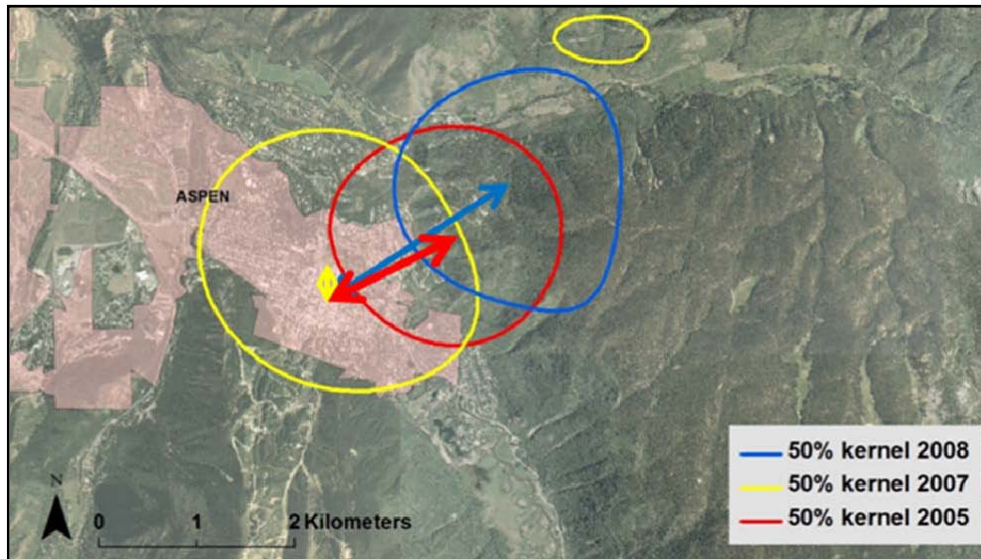 ASPEN
50% kernel 2008
50% kernel 2007
50% kernel 2005
N
0 1 2 Kilometers